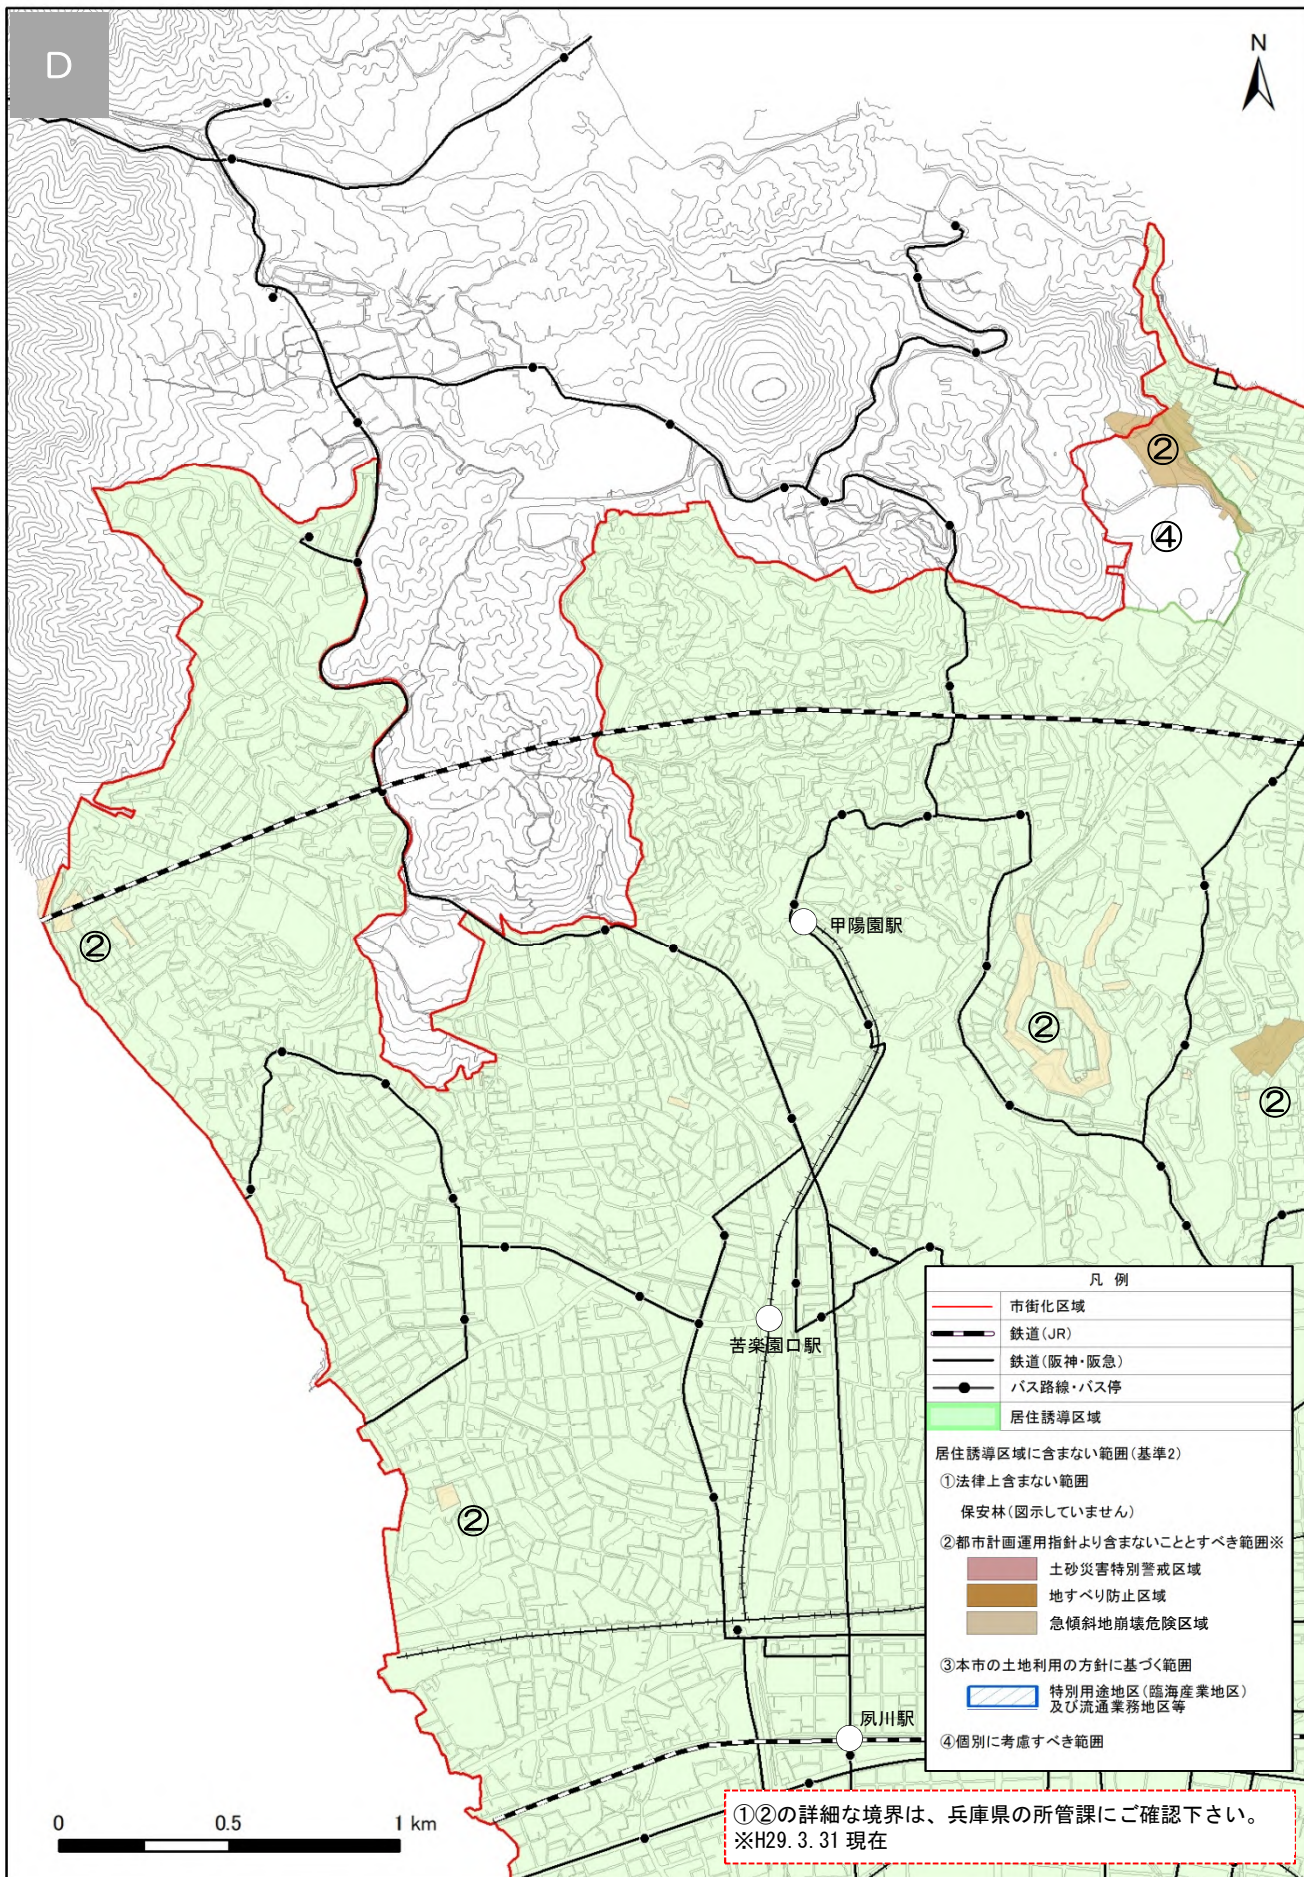 D
N
②
④
甲陽園駅
②
②
②
苦楽園口駅
②
夙川駅
凡 例
市街化区域
鉄道(JR)
鉄道(阪神・阪急)
バス路線・バス停
居住誘導区域
居住誘導区域に含まない範囲(基準2)
①法律上含まない範囲
保安林(図示していません)
②都市計画運用指針より含まないこととすべき範囲※
土砂災害特別警戒区域
地すべり防止区域
急傾斜地崩壊危険区域
③本市の土地利用の方針に基づく範囲
特別用途地区(臨海産業地区)
及び流通業務地区等
④個別に考慮すべき範囲
0 0.5 1 km
①②の詳細な境界は、兵庫県の所管課にご確認下さい。
※H29.3.31 現在